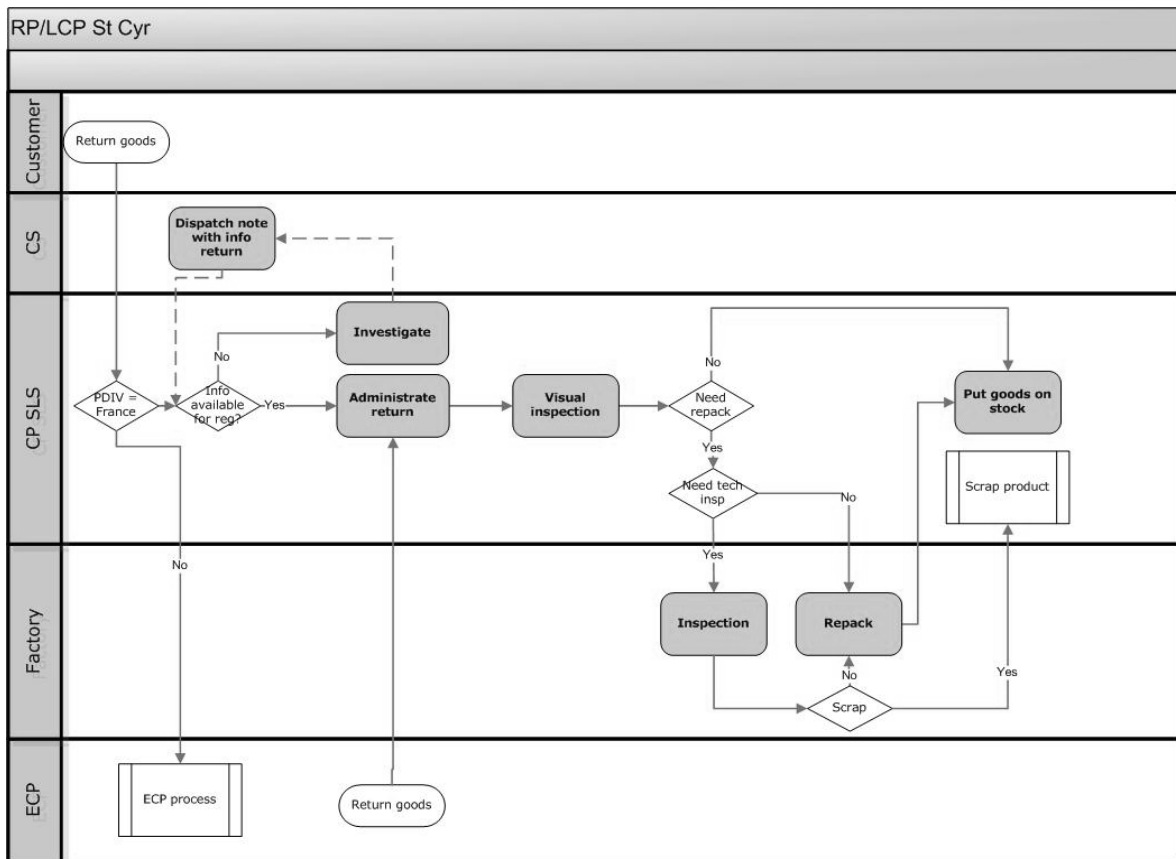 RP/LCP St Cyr
Customer
Return goods
CS
Dispatch note
with info
return
CP SLS
Investigate
No
PDIV =
France
Info
available
for reg?
Yes
Administrate
return
Visual
inspection
No
Need
repack
Put goods on
stock
Yes
Need tech
insp
No
Scrap product
Yes
Factory
No
Inspection
Repack
No
Yes
Scrap
ECP
ECP process
Return goods